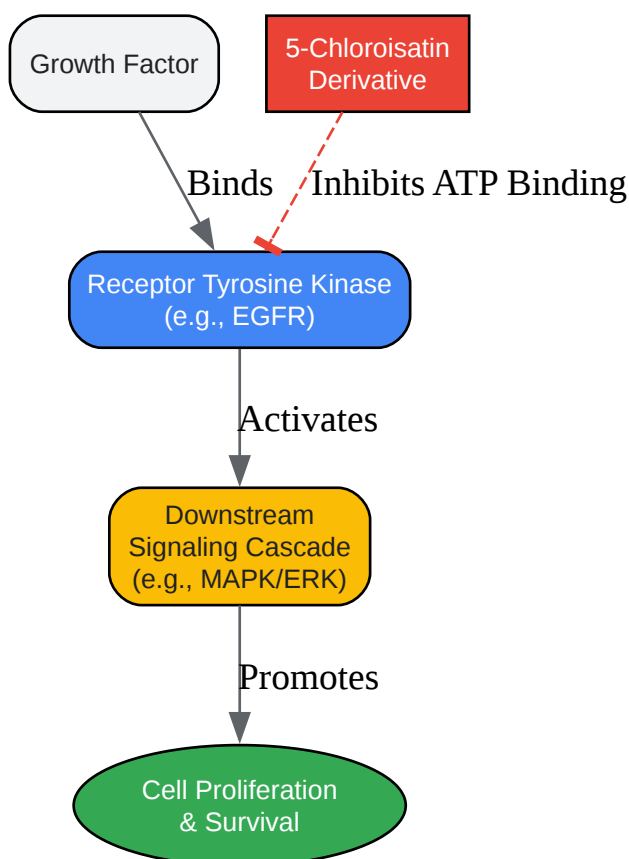 Growth Factor
5-Chloroisatin
Derivative
Binds
Inhibits ATP Binding
Receptor Tyrosine Kinase
(e.g., EGFR)
Activates
Downstream
Signaling Cascade
(e.g., MAPK/ERK)
Promotes
Cell Proliferation
& Survival